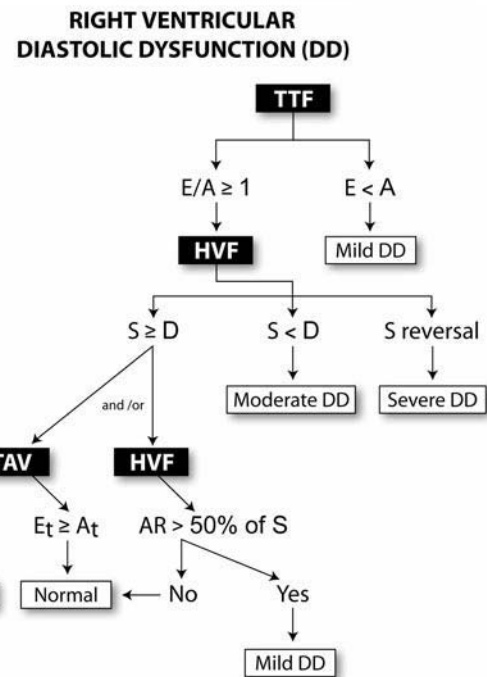 RIGHT VENTRICULAR
DIASTOLIC DYSFUNCTION (DD)
TTF
E/A ≥ 1
E < A
HVF
Mild DD
S ≥ D
S < D
S reversal
Moderate DD
Severe DD
and /or
TAV
HVF
Et ≥ At
AR > 50% of S
Normal
No
Yes
Mild DD